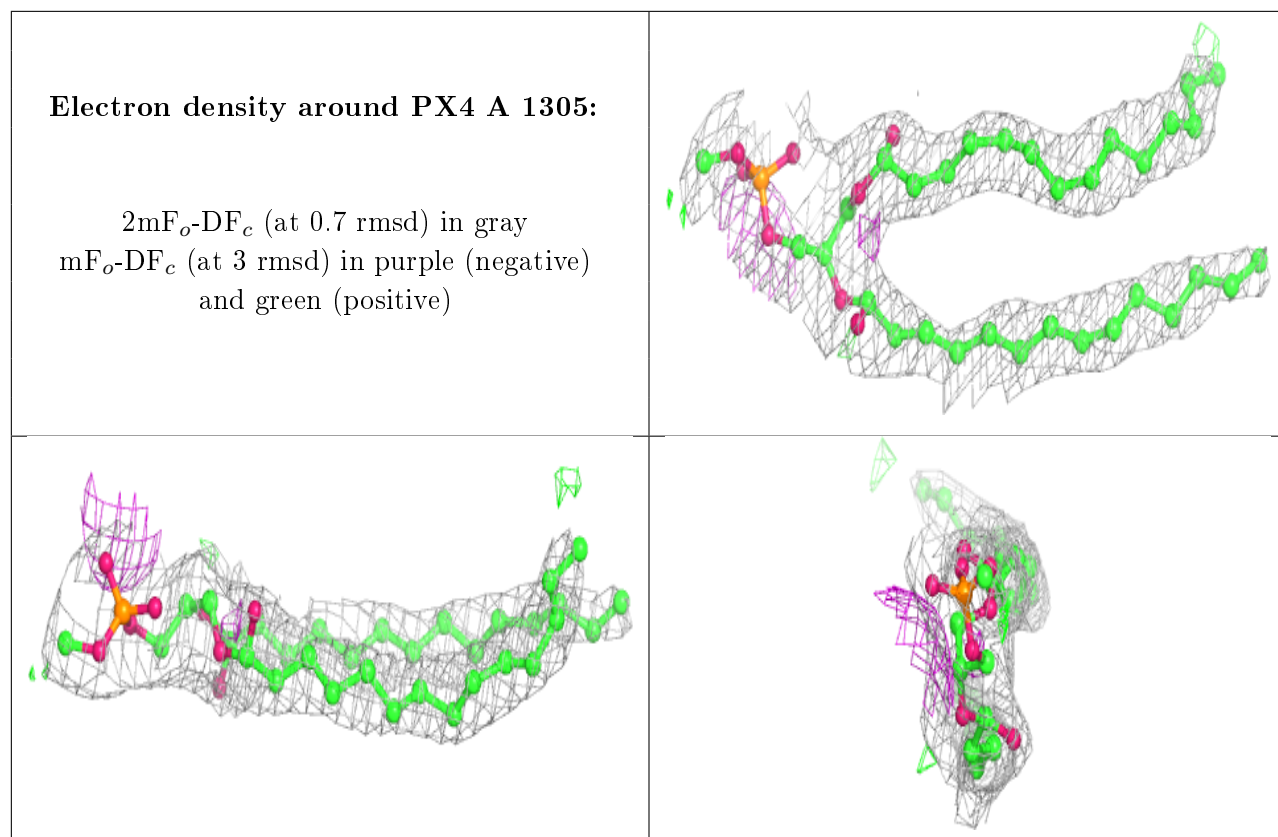 Electron density around PX4 A 1305:
2mFₒ-DF𝒸 (at 0.7 rmsd) in gray
mFₒ-DF𝒸 (at 3 rmsd) in purple (negative)
and green (positive)